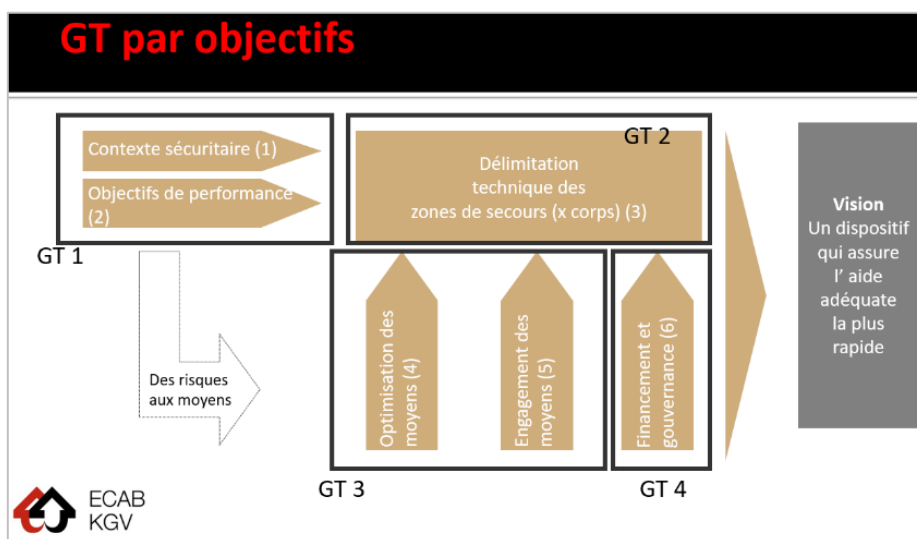 GT par objectifs
Contexte sécuritaire (1)
Objectifs de performance
(2)
GT 1
GT 2
Délimitation
technique des
zones de secours (x corps) (3)
Des risques
aux moyens
Optimisation des
moyens (4)
Engagement des
moyens (5)
Financement et
gouvernance (6)
GT 3
GT 4
Vision
Un dispositif
qui assure
l’ aide
adéquate
la plus
rapide
ECAB
KGV